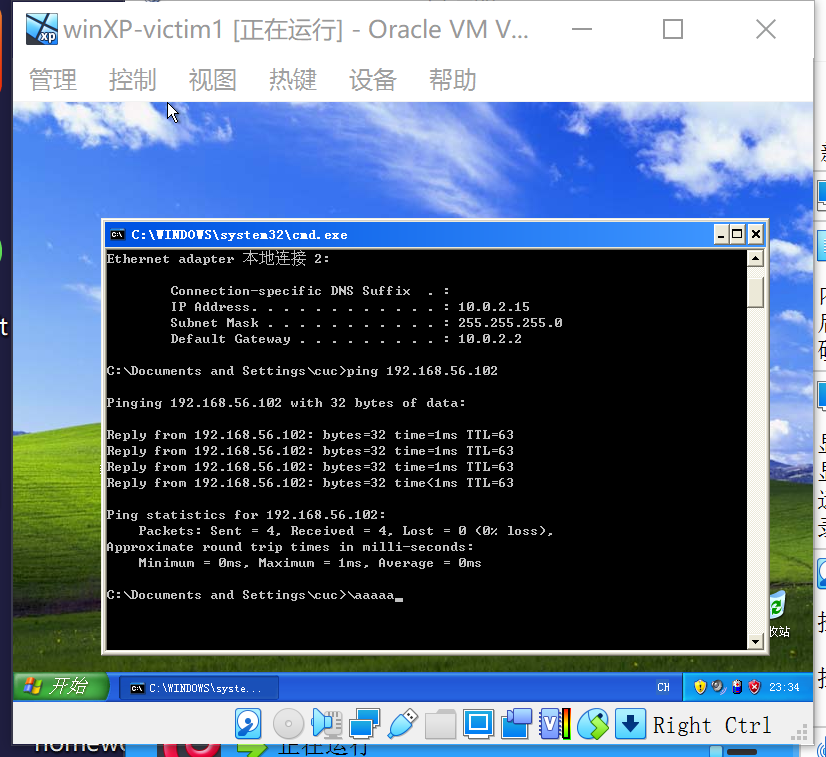 winXP-victim1 [正在运行] - Oracle VM V...
管理 控制 视图 热键 设备 帮助
C:\WINDOWS\system32\cmd.exe
Ethernet adapter 本地连接 2:
Connection-specific DNS Suffix  . :
IP Address. . . . . . . . . . . . : 10.0.2.15
Subnet Mask . . . . . . . . . . . : 255.255.255.0
Default Gateway . . . . . . . . . : 10.0.2.2
C:\Documents and Settings\cuc>ping 192.168.56.102
Pinging 192.168.56.102 with 32 bytes of data:
Reply from 192.168.56.102: bytes=32 time=1ms TTL=63
Reply from 192.168.56.102: bytes=32 time=1ms TTL=63
Reply from 192.168.56.102: bytes=32 time=1ms TTL=63
Reply from 192.168.56.102: bytes=32 time<1ms TTL=63
Ping statistics for 192.168.56.102:
Packets: Sent = 4, Received = 4, Lost = 0 (0% loss),
Approximate round trip times in milli-seconds:
Minimum = 0ms, Maximum = 1ms, Average = 0ms
C:\Documents and Settings\cuc>\aaaaa_
收站
开始 C:\WINDOWS\syste... CH 23:34
Right Ctrl
正在运行